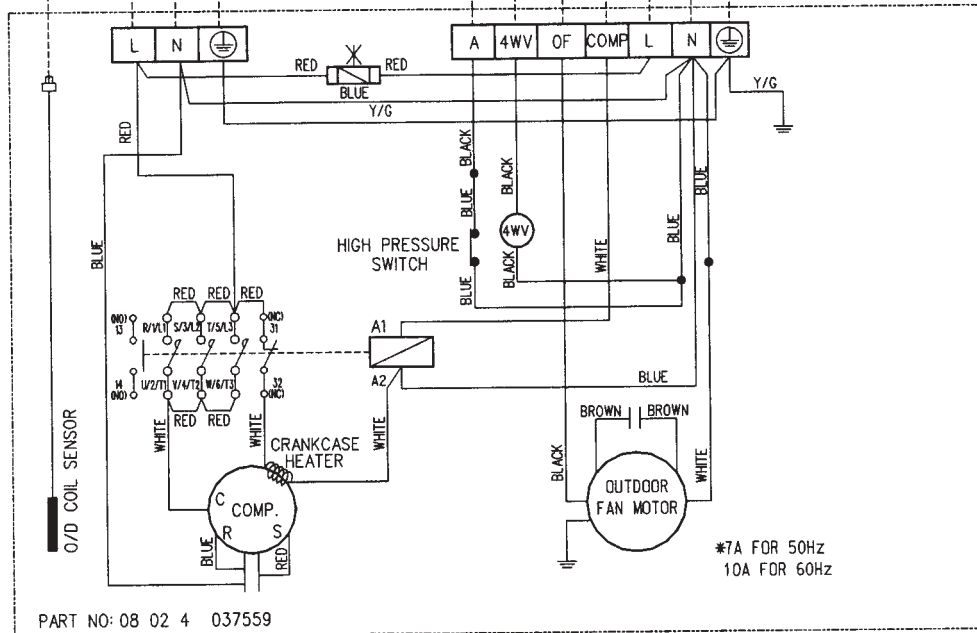 L N
A 4WV OF COMP L N
RED RED
BLUE
Y/G
Y/G
RED
BLACK
BLACK
BLUE
BLUE
BLUE
4WV
BLUE
WHITE
HIGH PRESSURE
SWITCH
BLACK
BLUE
RED RED RED
(NO) (NC)
13 R/1/L1 S/3/L2 T/5/L3 31
A1
14 U/2/T1 V/4/T2 W/6/T3 32
(NO) (NC)
A2
BLUE
RED RED
BROWN BROWN
WHITE
WHITE
WHITE
CRANKCASE
HEATER
BLACK
WHITE
O/D COIL SENSOR
C
COMP.
R S
BLUE
RED
OUTDOOR
FAN MOTOR
*7A FOR 50Hz
10A FOR 60Hz
PART NO: 08 02 4 037559